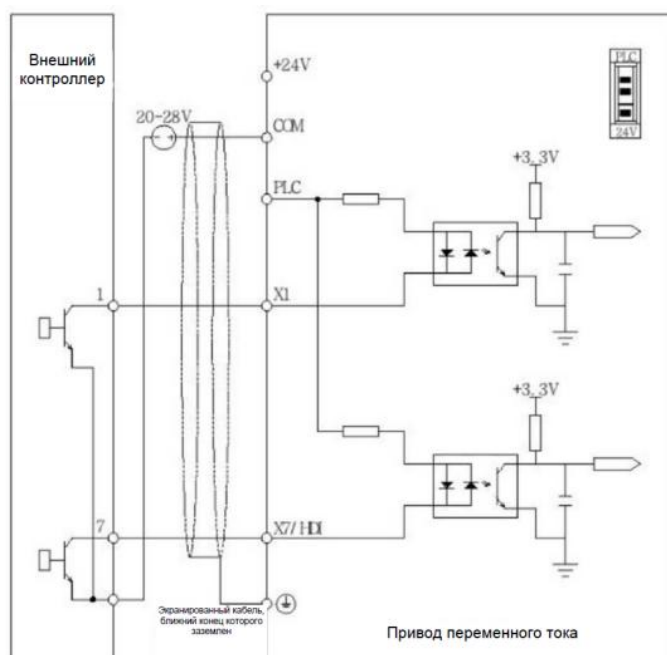 Внешний
контроллер
PLC
24V
+24V
20-28V
COM
+3,3V
PLC
1
X1
+3,3V
7
X7/HDI
Экранированный кабель,
ближний конец которого
заземлен
Привод переменного тока